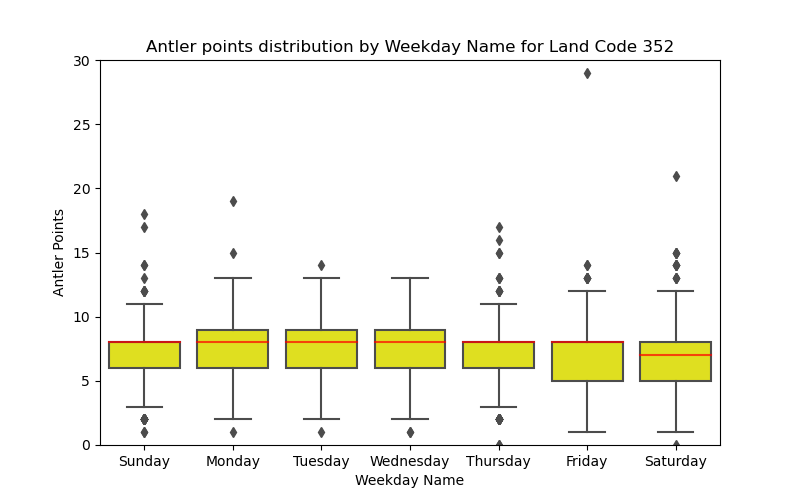 Antler points distribution by Weekday Name for Land Code 352
30
25
20
15
10
5
0
Antler Points
Sunday Monday Tuesday Wednesday Thursday Friday Saturday
Weekday Name